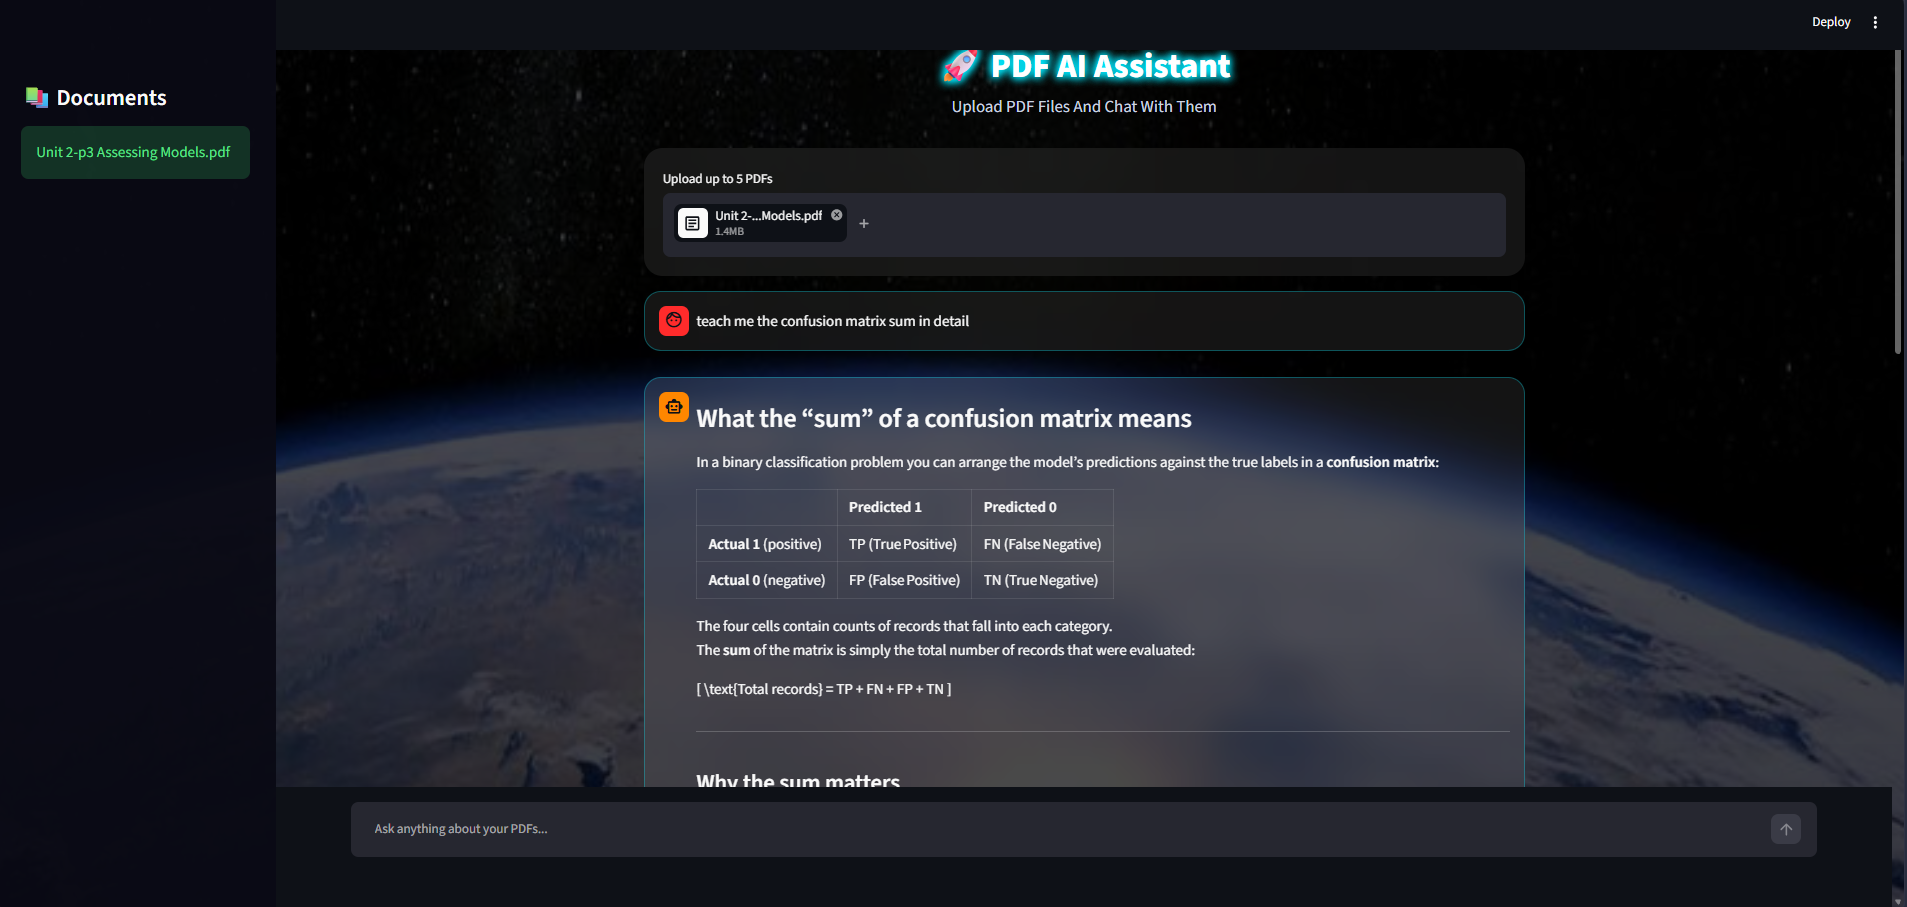 Deploy
Documents
Unit 2-p3 Assessing Models.pdf
PDF AI Assistant
Upload PDF Files And Chat With Them
Upload up to 5 PDFs
Unit 2-...Models.pdf
1.4MB
teach me the confusion matrix sum in detail
What the “sum” of a confusion matrix means
In a binary classification problem you can arrange the model’s predictions against the true labels in a confusion matrix:
Predicted 1 Predicted 0
Actual 1 (positive) TP (True Positive) FN (False Negative)
Actual 0 (negative) FP (False Positive) TN (True Negative)
The four cells contain counts of records that fall into each category.
The sum of the matrix is simply the total number of records that were evaluated:
[ \text{Total records} = TP + FN + FP + TN ]
Why the sum matters
Ask anything about your PDFs...